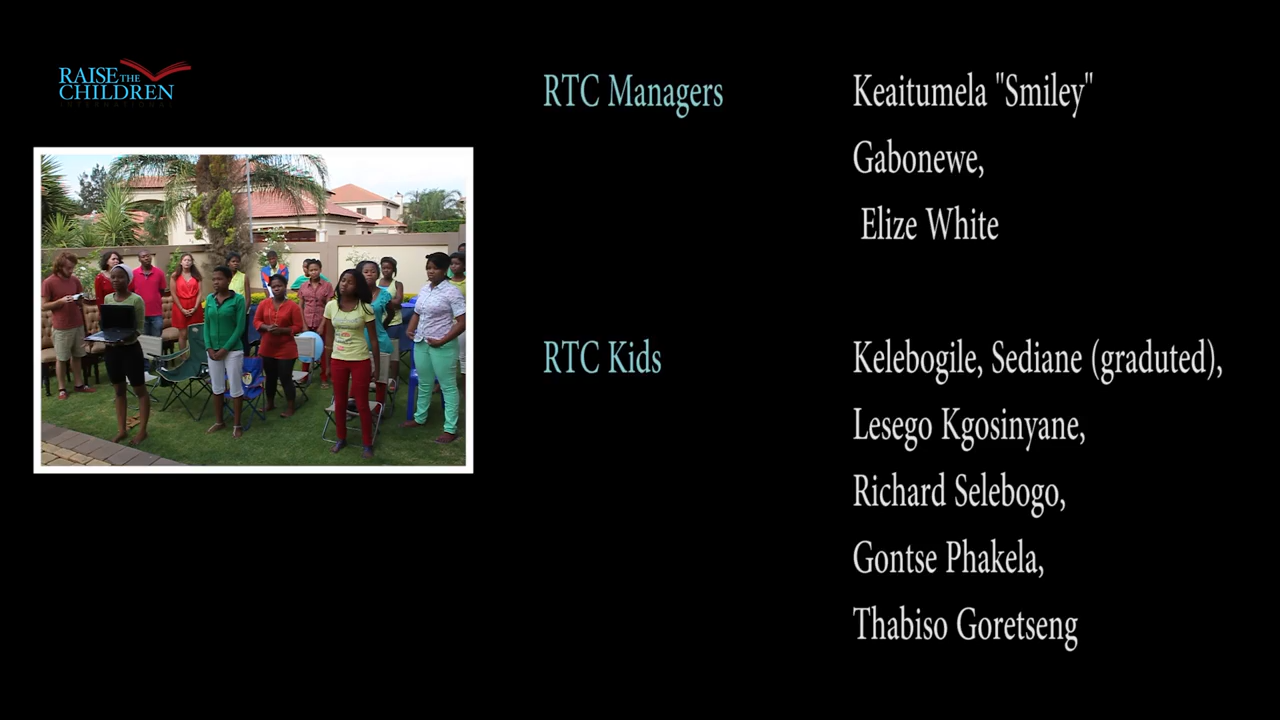 RAISE THE
CHILDREN
RTC Managers
Keaitumela "Smiley"
Gabonewe,
Elize White
RTC Kids
Kelebogile, Sediane (graduted),
Lesego Kgosinyane,
Richard Selebogo,
Gontse Phakela,
Thabiso Goretseng